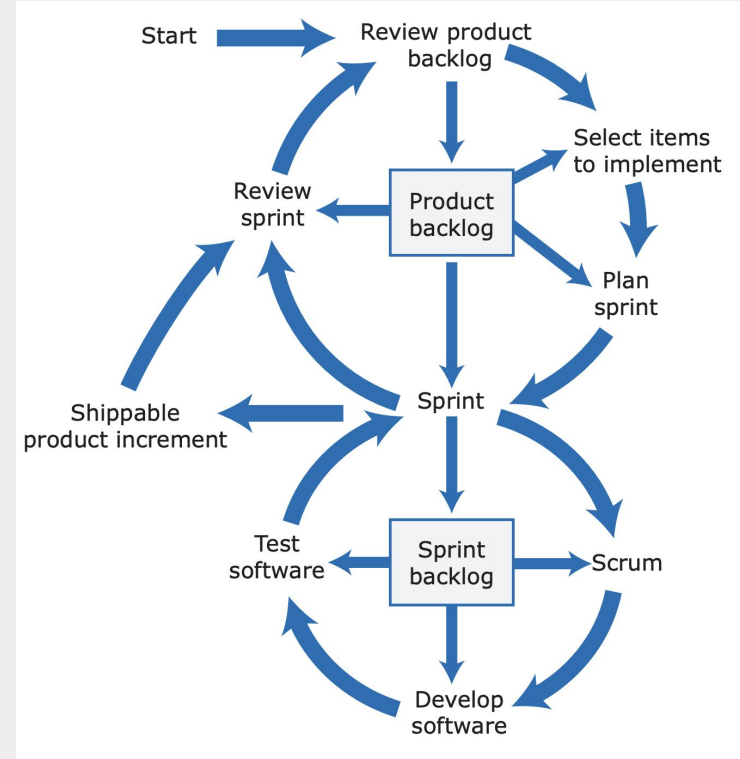 Start
Review product
backlog
Select items
to implement
Review
sprint
Product
backlog
Plan
sprint
Sprint
Shippable
product increment
Test
software
Sprint
backlog
Scrum
Develop
software